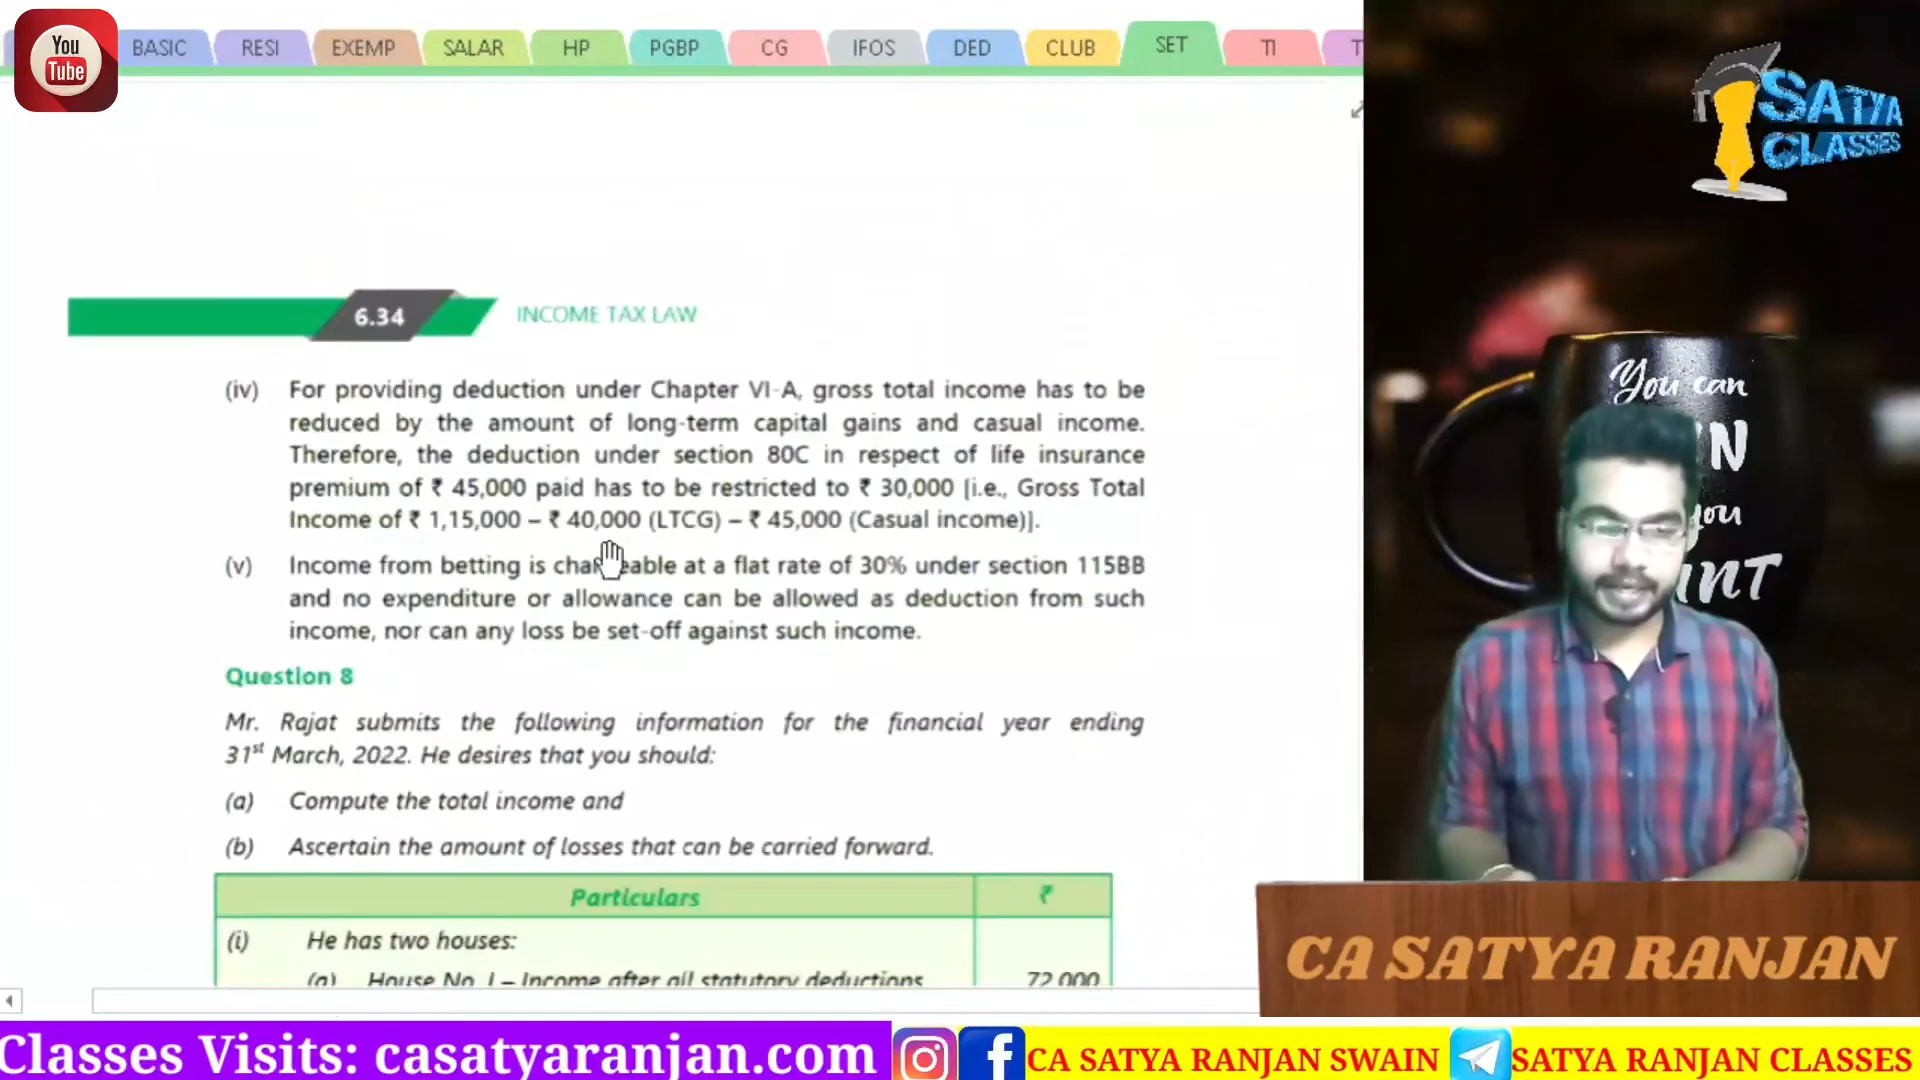 You
Tube
BASIC RESI EXEMP SALAR HP PGBP CG IFOS DED CLUB SET TI T
SATYA
CLASSES
6.34 INCOME TAX LAW
(iv) For providing deduction under Chapter VI-A, gross total income has to be
reduced by the amount of long-term capital gains and casual income.
Therefore, the deduction under section 80C in respect of life insurance
premium of ₹ 45,000 paid has to be restricted to ₹ 30,000 [i.e., Gross Total
Income of ₹ 1,15,000 – ₹ 40,000 (LTCG) – ₹ 45,000 (Casual income)].
(v) Income from betting is chargeable at a flat rate of 30% under section 115BB
and no expenditure or allowance can be allowed as deduction from such
income, nor can any loss be set-off against such income.
Question 8
Mr. Rajat submits the following information for the financial year ending
31st March, 2022. He desires that you should:
(a) Compute the total income and
(b) Ascertain the amount of losses that can be carried forward.
Particulars ₹
(i) He has two houses:
(a) House No. I – Income after all statutory deductions 72,000
You can
CA SATYA RANJAN
Classes Visits: casatyaranjan.com
CA SATYA RANJAN SWAIN
SATYA RANJAN CLASSES